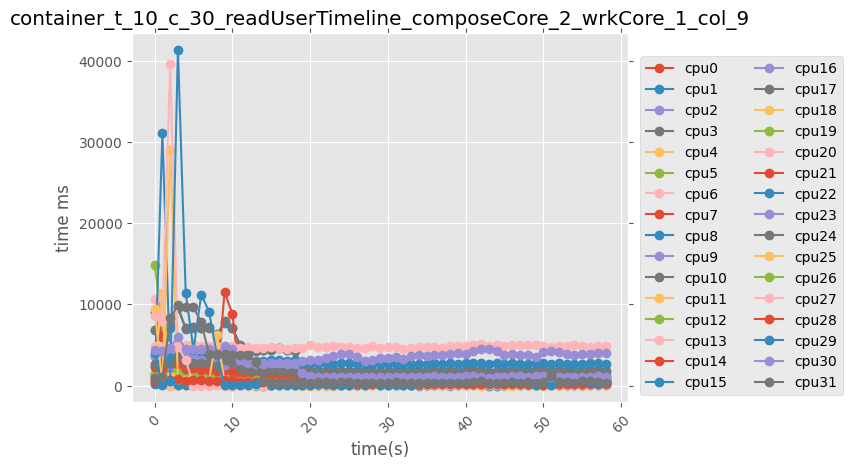 container_t_10_c_30_readUserTimeline_composeCore_2_wrkCore_1_col_9
40000
30000
20000
10000
0
time ms
0
10
20
30
40
50
60
time(s)
cpu0
cpu1
cpu2
cpu3
cpu4
cpu5
cpu6
cpu7
cpu8
cpu9
cpu10
cpu11
cpu12
cpu13
cpu14
cpu15
cpu16
cpu17
cpu18
cpu19
cpu20
cpu21
cpu22
cpu23
cpu24
cpu25
cpu26
cpu27
cpu28
cpu29
cpu30
cpu31